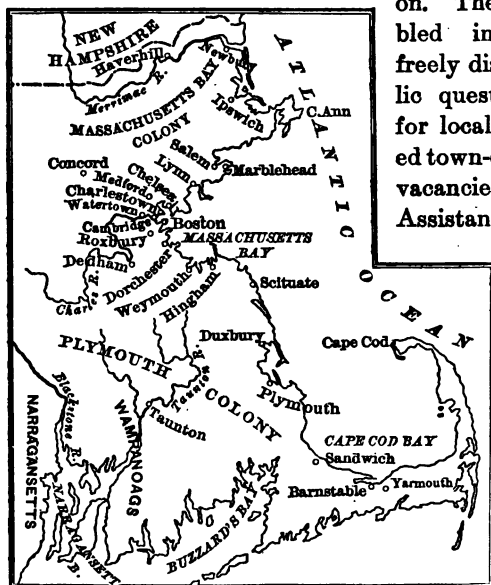 on. The
bled in
freely dis
lic quest
for local
ed town-
vacancie
Assistan
NEW
HAMPSHIRE
Haverhill
Newbury
Merrimac R.
MASSACHUSETTS BAY
COLONY
Ipswich
C.Ann
ATLANTIC OCEAN
Salem
Marblehead
Lynn
Chelsea
Concord
Medford
Charlestown
Watertown
Cambridge
Boston
Roxbury
MASSACHUSETTS
BAY
Dedham
Dorchester
Weymouth
Hingham
Charles R.
Scituate
Duxbury
Cape Cod
PLYMOUTH
COLONY
Plymouth
Taunton R.
Taunton
Blackstone R.
NARRAGANSETTS
WAMPANOAGS
CAPE COD BAY
Sandwich
Barnstable
Yarmouth
NARRAGANSETT
B.
BUZZARD'S BAY